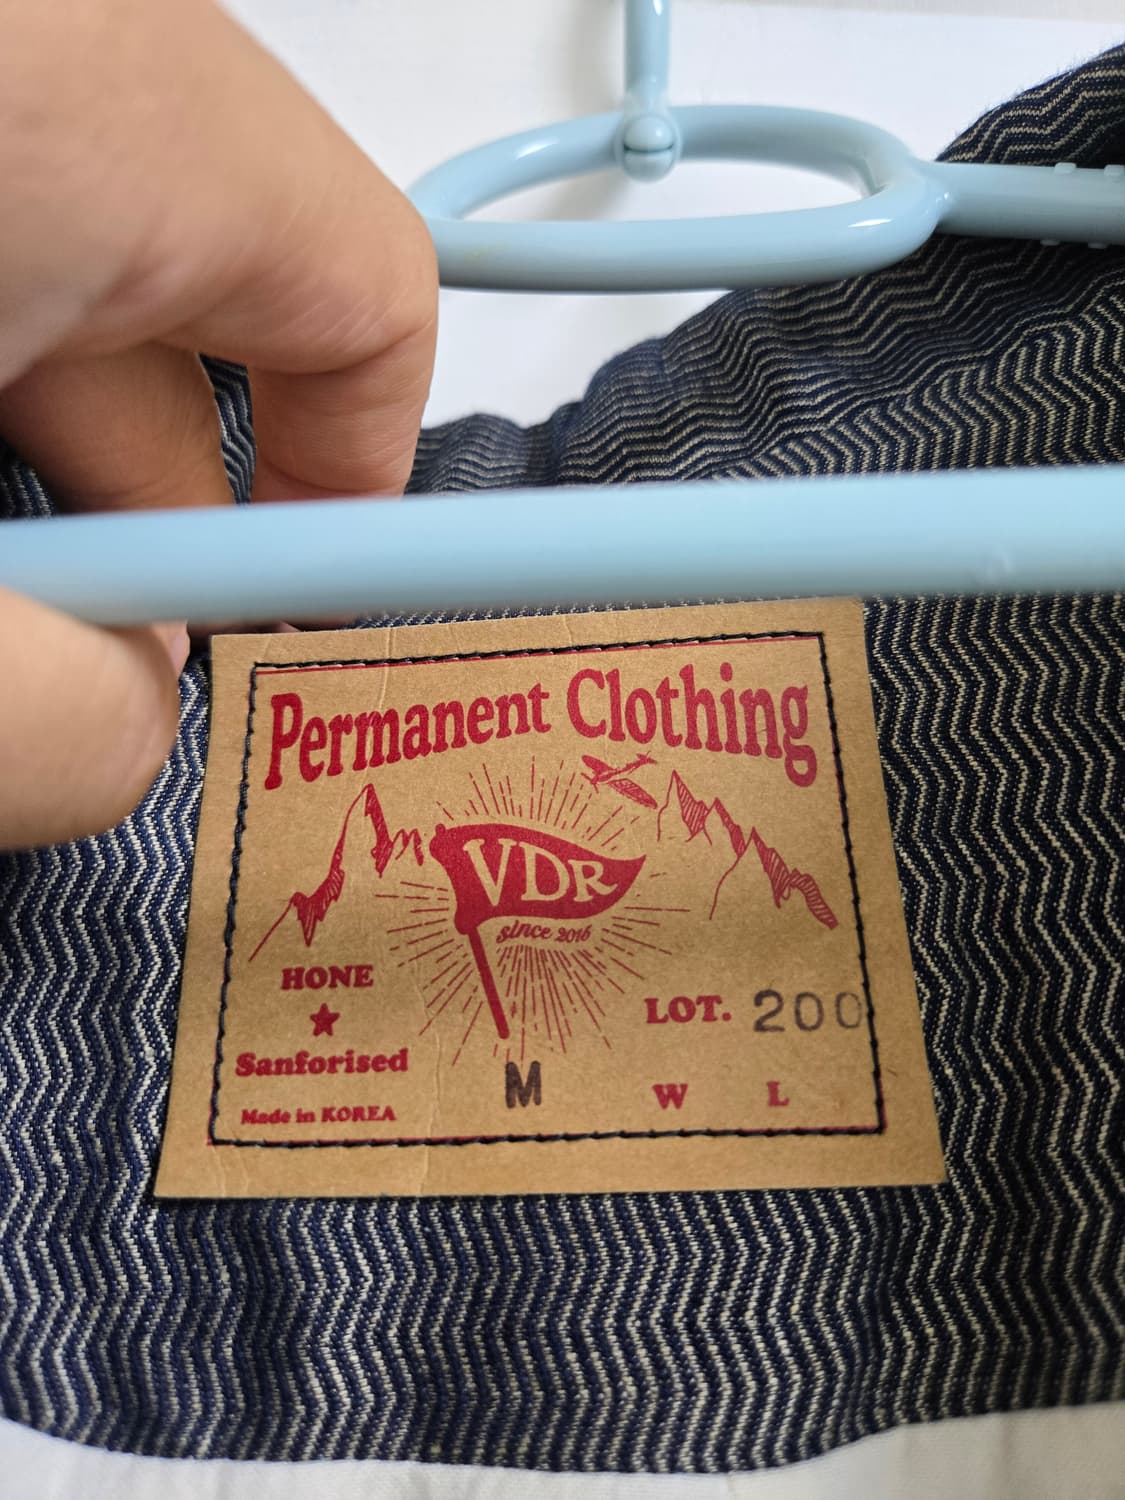 Permanent Clothing
VDR
since 2016
HONE
Sanforised
Made in KOREA
M
LOT. 200
W L